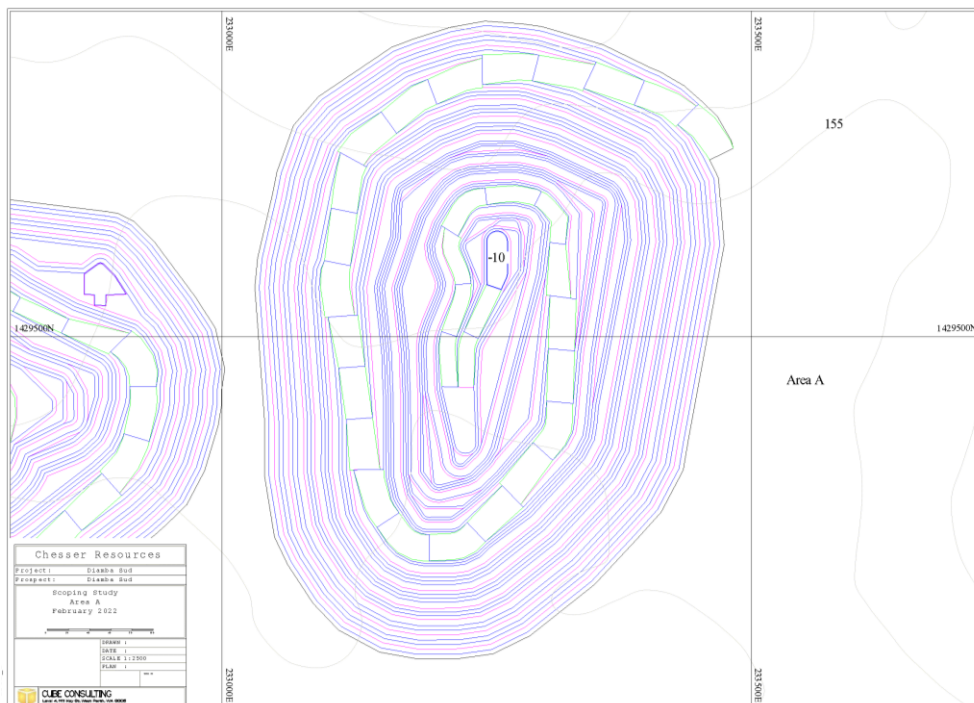 233000E
233500E
155
-10
1429500N
1429500N
Area A
Chesser Resources
Project: Diamba Sud
Prospect: Diamba Sud
Scoping Study
Area A
February 2022
DRAWN :
DATE :
SCALE 1:2500
PLAN :
233000E
233500E
CUBE CONSULTING